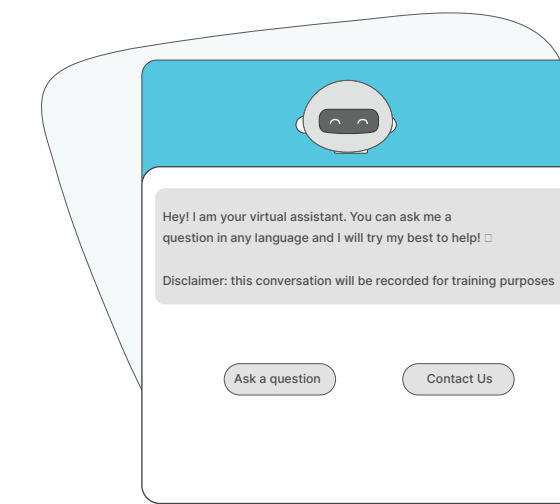 Hey! I am your virtual assistant. You can ask me a
question in any language and I will try my best to help! □
Disclaimer: this conversation will be recorded for training purposes
Ask a question
Contact Us